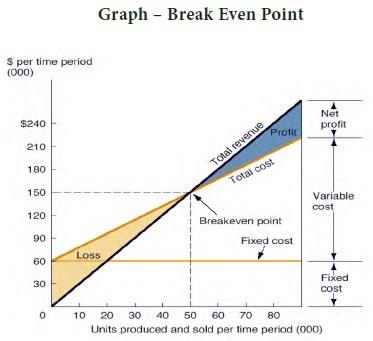 Graph – Break Even Point
$ per time period
(000)
$240
210
180
150
120
90
60
30
0
Total revenue
Profit
Total cost
Breakeven point
Fixed cost
Loss
Net
profit
Variable
cost
Fixed
cost
0 10 20 30 40 50 60 70 80
Units produced and sold per time period (000)